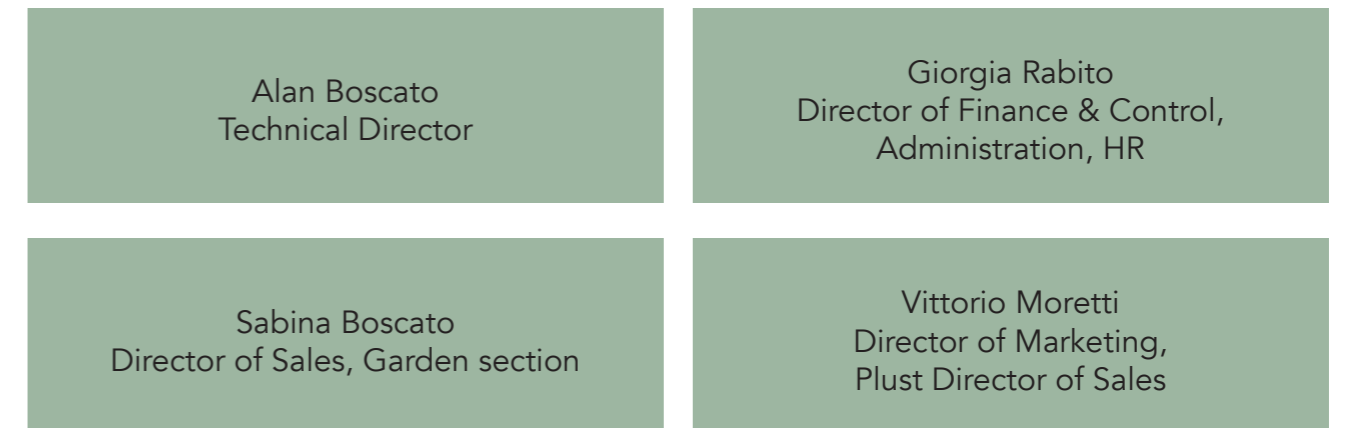 Alan Boscato
Technical Director
Giorgia Rabito
Director of Finance & Control,
Administration, HR
Sabina Boscato
Director of Sales, Garden section
Vittorio Moretti
Director of Marketing,
Plust Director of Sales